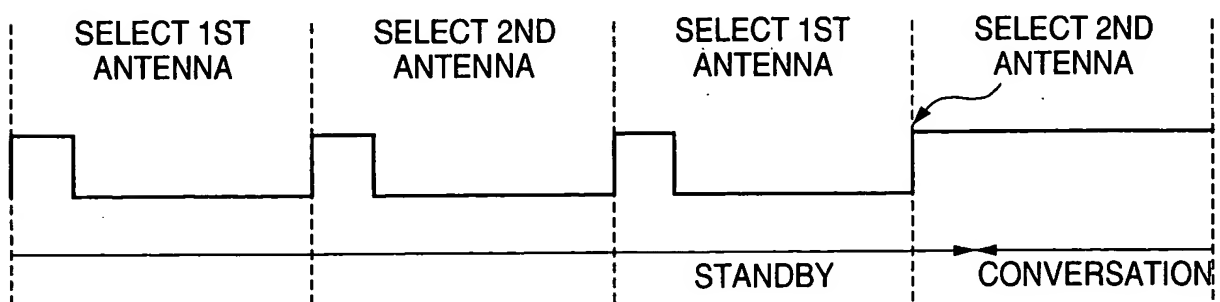 SELECT 1ST
ANTENNA
SELECT 2ND
ANTENNA
SELECT 1ST
ANTENNA
SELECT 2ND
ANTENNA
STANDBY
CONVERSATION